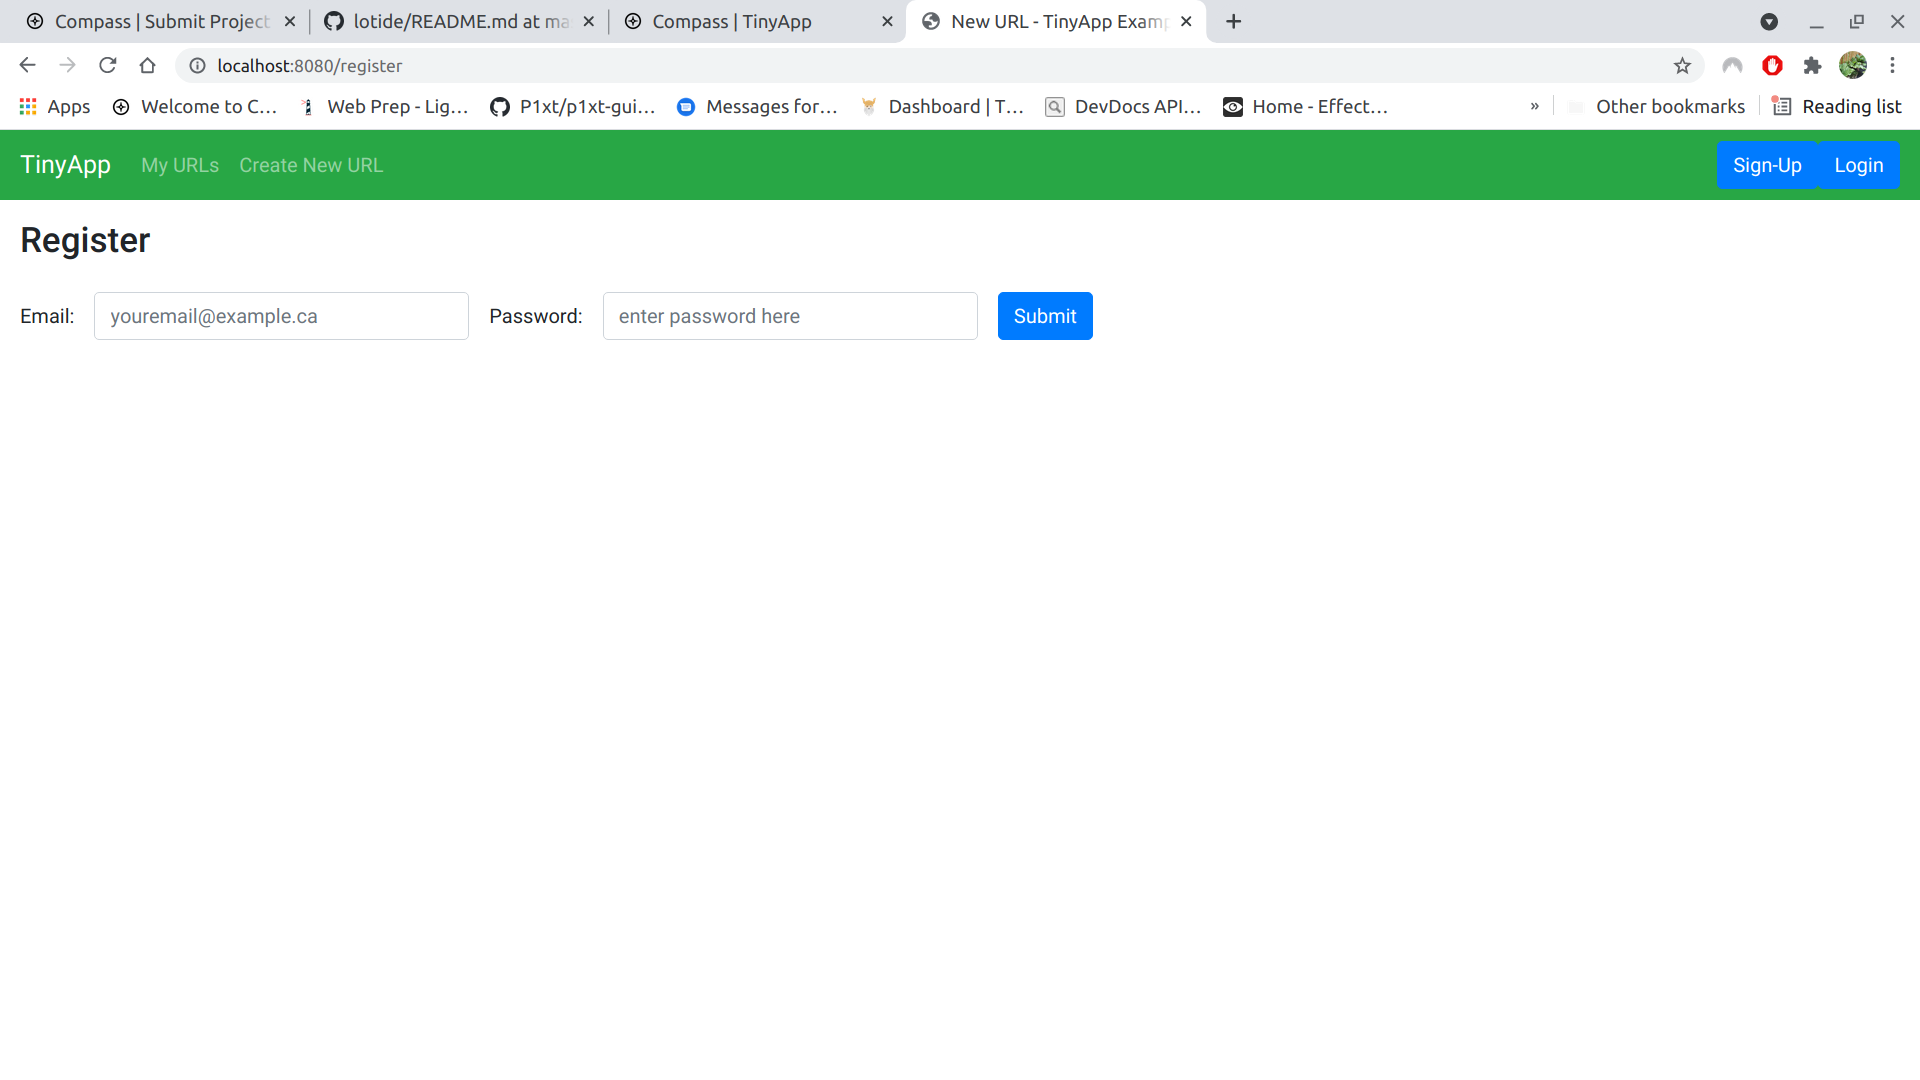 Compass | Submit Project
lotide/README.md at ma
Compass | TinyApp
New URL - TinyApp Examp
localhost:8080/register
Apps
Welcome to C...
Web Prep - Lig...
P1xt/p1xt-gui...
Messages for...
Dashboard | T...
DevDocs API...
Home - Effect...
»
Other bookmarks
Reading list
TinyApp My URLs Create New URL Sign-Up Login
Register
Email: youremail@example.ca Password: enter password here Submit